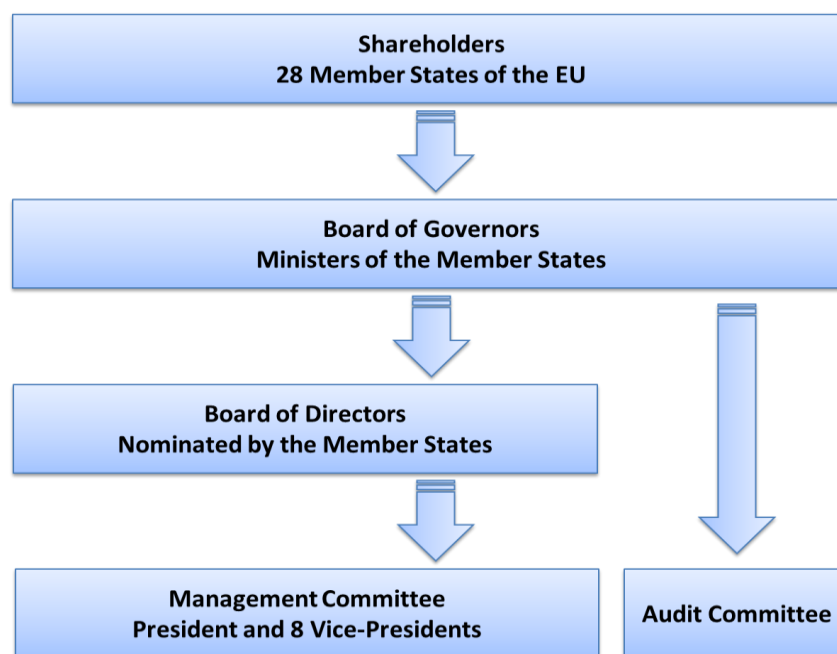 Shareholders
28 Member States of the EU
Board of Governors
Ministers of the Member States
Board of Directors
Nominated by the Member States
Management Committee
President and 8 Vice-Presidents
Audit Committee